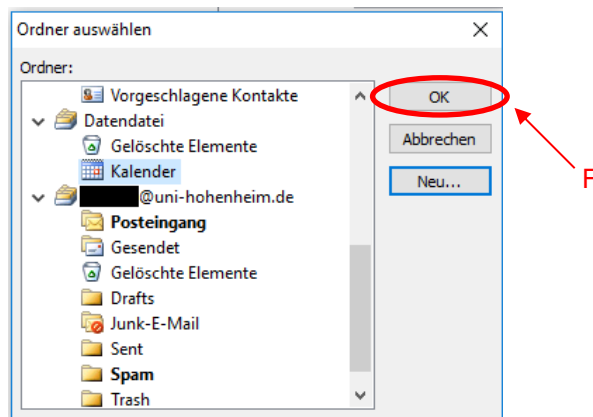 Ordner auswählen
Ordner:
Vorgeschlagene Kontakte
Datendatei
Gelöschte Elemente
Kalender
@uni-hohenheim.de
Posteingang
Gesendet
Gelöschte Elemente
Drafts
Junk-E-Mail
Sent
Spam
Trash
OK
Abbrechen
Neu...
F